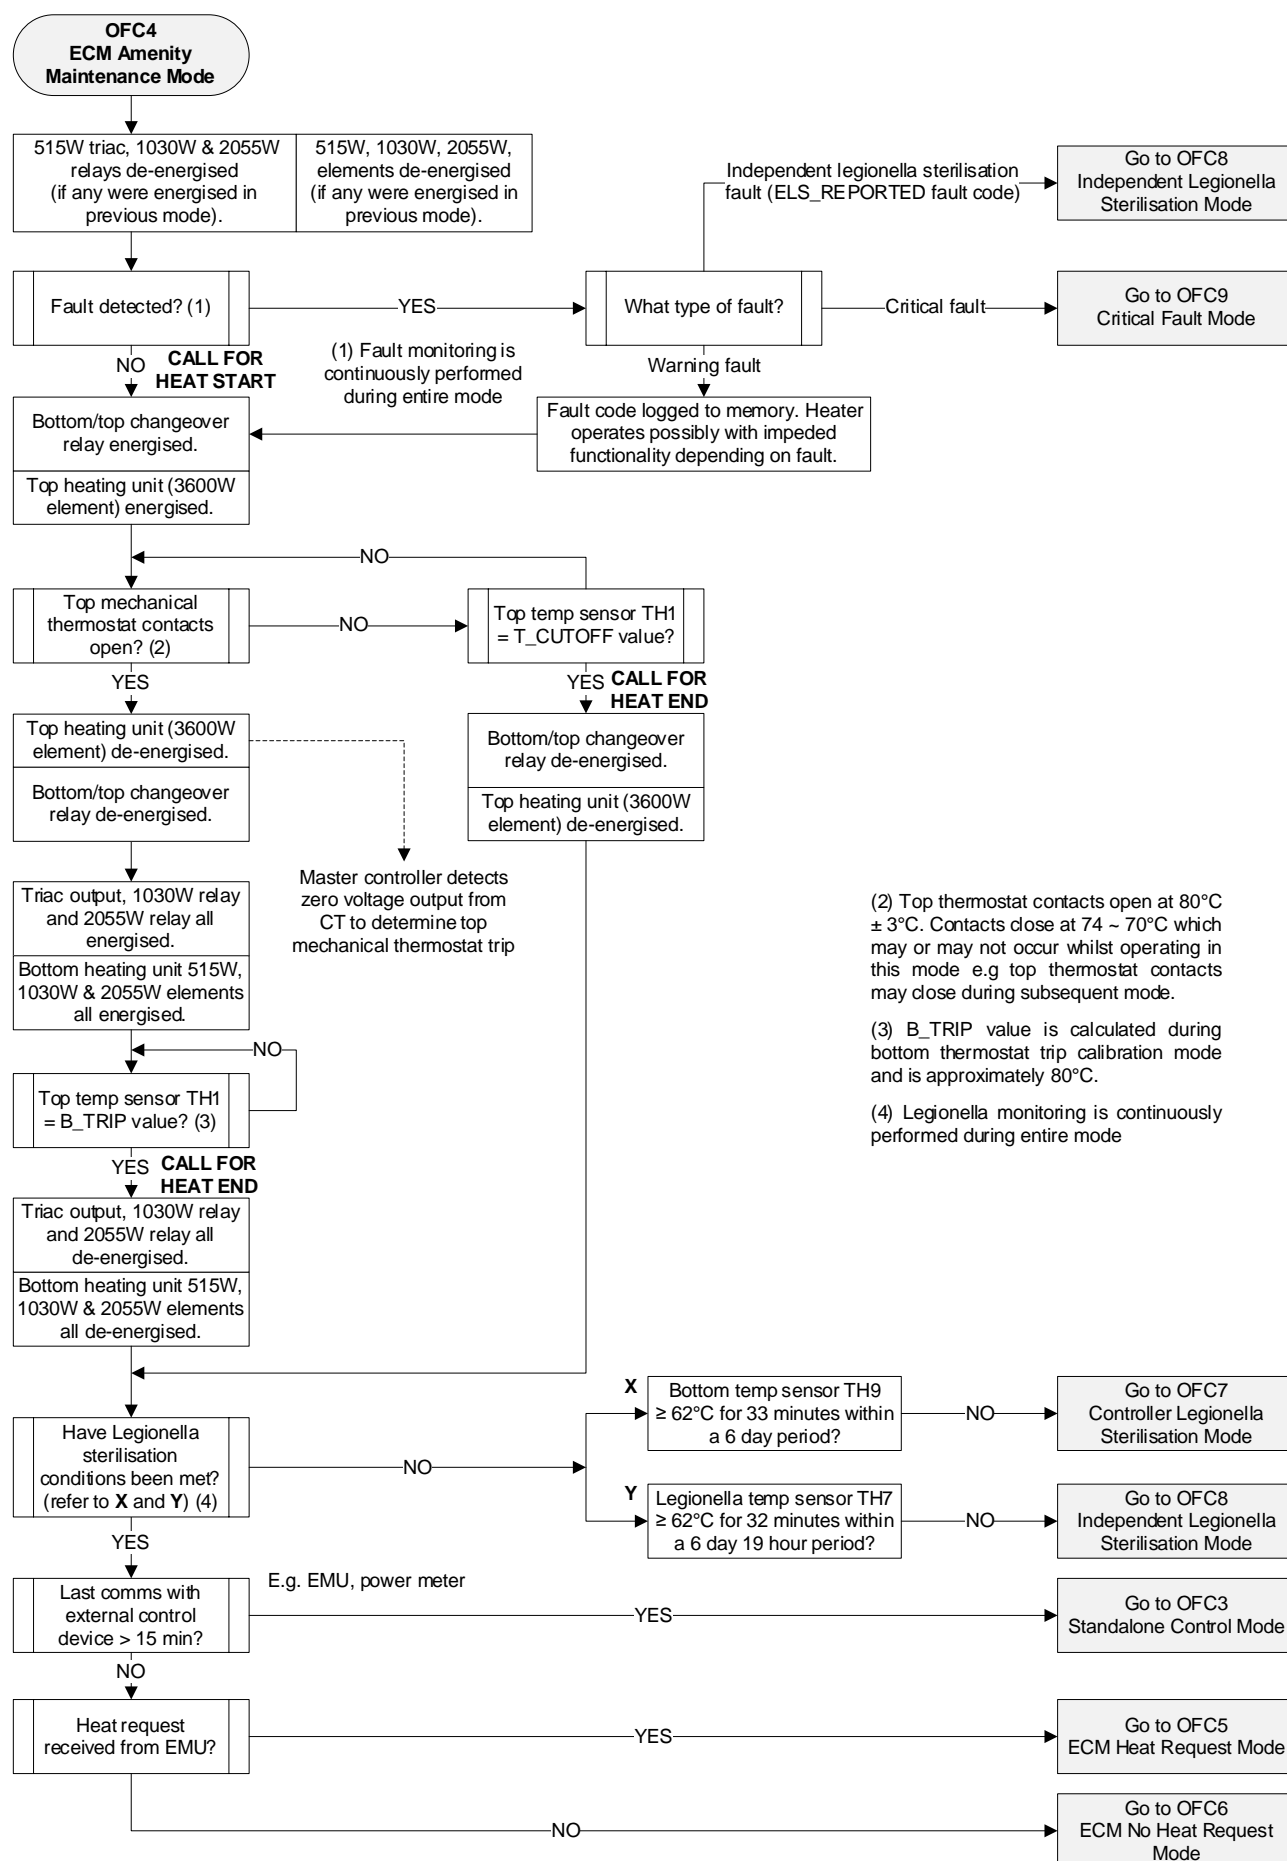 OFC4
ECM Amenity
Maintenance Mode
515W triac, 1030W & 2055W
relays de-energised
(if any were energised in
previous mode).
515W, 1030W, 2055W,
elements de-energised
(if any were energised in
previous mode).
Independent legionella sterilisation
fault (ELS_REPORTED fault code)
Go to OFC8
Independent Legionella
Sterilisation Mode
Fault detected? (1)
YES
What type of fault?
Critical fault
Go to OFC9
Critical Fault Mode
NO
CALL FOR
HEAT START
(1) Fault monitoring is
continuously performed
during entire mode
Warning fault
Bottom/top changeover
relay energised.
Top heating unit (3600W
element) energised.
Fault code logged to memory. Heater
operates possibly with impeded
functionality depending on fault.
NO
Top mechanical
thermostat contacts
open? (2)
NO
Top temp sensor TH1
= T_CUTOFF value?
YES
YES
CALL FOR
HEAT END
Top heating unit (3600W
element) de-energised.
Bottom/top changeover
relay de-energised.
Bottom/top changeover
relay de-energised.
Top heating unit (3600W
element) de-energised.
Master controller detects
zero voltage output from
CT to determine top
mechanical thermostat trip
Triac output, 1030W relay
and 2055W relay all
energised.
Bottom heating unit 515W,
1030W & 2055W elements
all energised.
(2) Top thermostat contacts open at 80°C
± 3°C. Contacts close at 74 ~ 70°C which
may or may not occur whilst operating in
this mode e.g top thermostat contacts
may close during subsequent mode.
(3) B_TRIP value is calculated during
bottom thermostat trip calibration mode
and is approximately 80°C.
(4) Legionella monitoring is continuously
performed during entire mode
NO
Top temp sensor TH1
= B_TRIP value? (3)
YES
CALL FOR
HEAT END
Triac output, 1030W relay
and 2055W relay all
de-energised.
Bottom heating unit 515W,
1030W & 2055W elements
all de-energised.
Have Legionella
sterilisation
conditions been met?
(refer to X and Y) (4)
NO
X
Bottom temp sensor TH9
≥ 62°C for 33 minutes within
a 6 day period?
NO
Go to OFC7
Controller Legionella
Sterilisation Mode
Y
Legionella temp sensor TH7
≥ 62°C for 32 minutes within
a 6 day 19 hour period?
NO
Go to OFC8
Independent Legionella
Sterilisation Mode
YES
Last comms with
external control
device > 15 min?
E.g. EMU, power meter
YES
Go to OFC3
Standalone Control Mode
NO
Heat request
received from EMU?
YES
Go to OFC5
ECM Heat Request Mode
NO
Go to OFC6
ECM No Heat Request
Mode